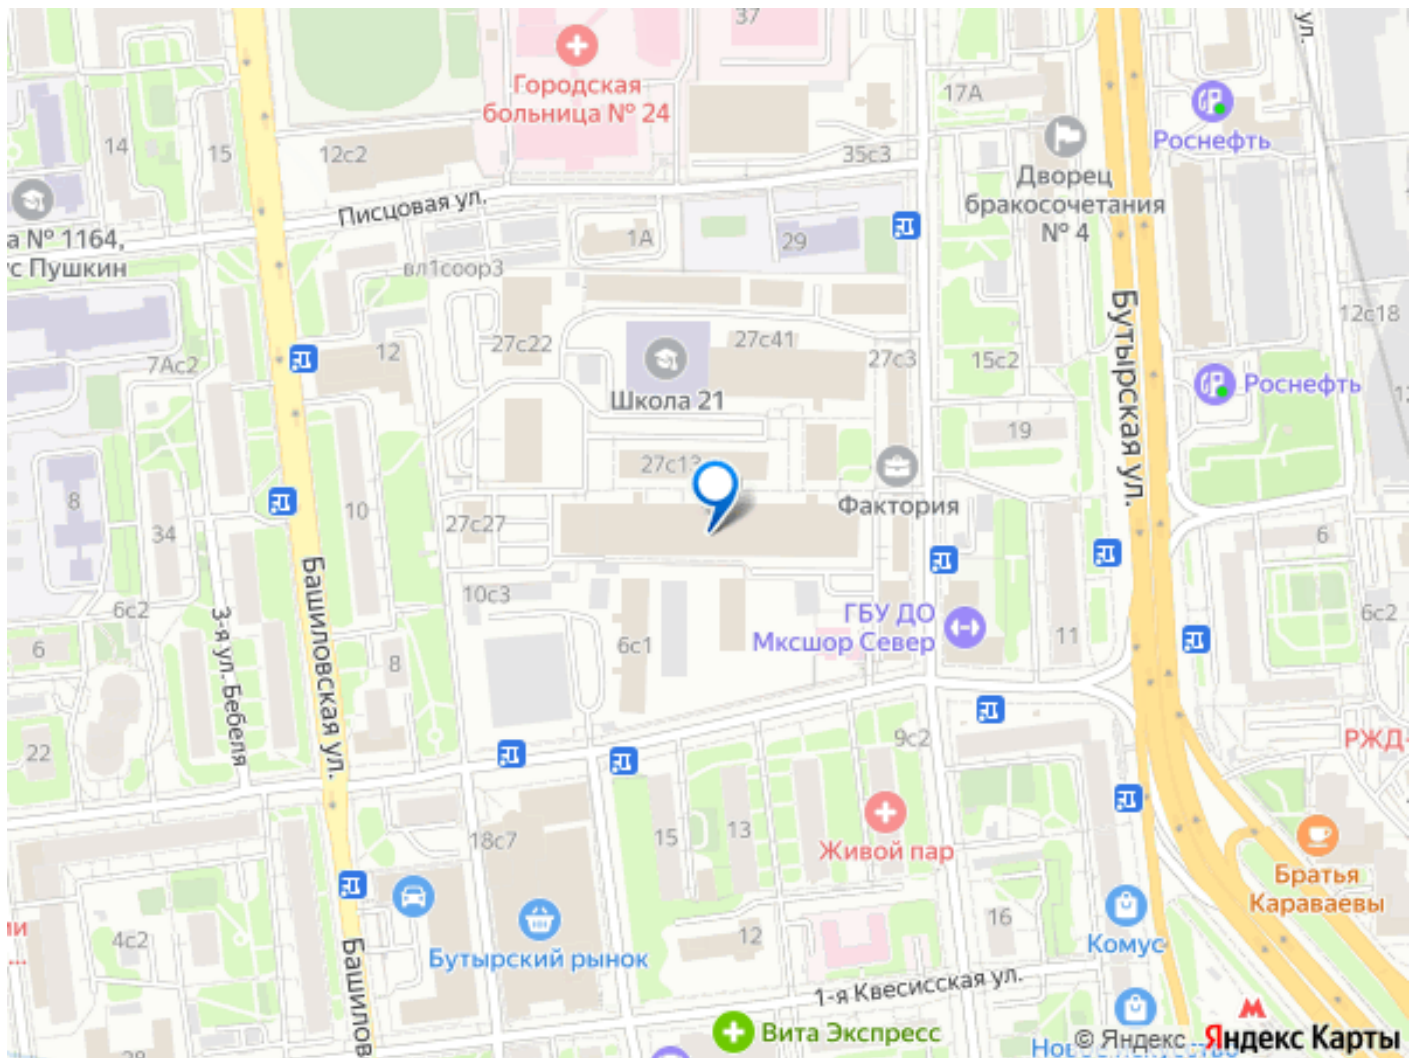 37
Городская
больница № 24
17А
Роснефть
14
15
12с2
35с3
Дворец
бракосочетания
№ 4
Писцовая ул.
а № 1164,
с Пушкин
1А
29
вл1соор3
Бутырская ул.
12с18
7Ас2
12
27с22
27с41
27с3
15с2
Школа 21
Роснефть
19
27с13
8
10
34
27с27
Фактория
6
Башиловская ул.
3-я ул. Бебеля
6с2
10с3
6с1
ГБУ ДО
Мксшор Север
11
6с2
6
8
22
9с2
РЖД-
18с7
15
13
Живой пар
Братья
Караваевы
ии
...
4с2
Башилов
Бутырский рынок
12
16
Комус
1-я Квесисская ул.
Вита Экспресс
© Яндекс Яндекс Карты
ул.